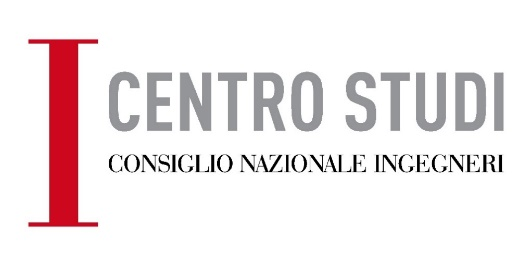 I
CENTRO STUDI
CONSIGLIO NAZIONALE INGEGNERI